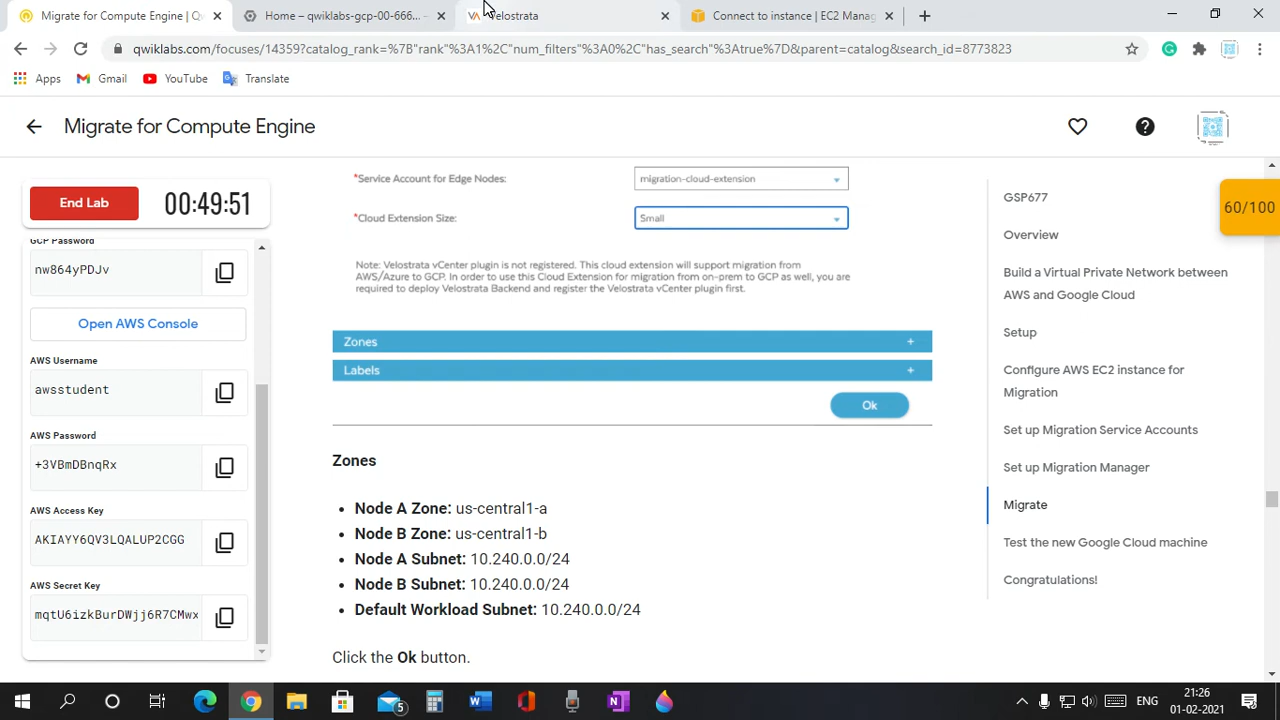 Migrate for Compute Engine | Q
Home – qwiklabs-gcp-00-666...
Velostrata
Connect to instance | EC2 Manag
qwiklabs.com/focuses/14359?catalog_rank=%7B"rank"%3A1%2C"num_filters"%3A0%2C"has_search"%3Atrue%7D&parent=catalog&search_id=8773823
Apps
Gmail
YouTube
Translate
Migrate for Compute Engine
End Lab
00:49:51
GCP Password
nw864yPDJv
Open AWS Console
AWS Username
awsstudent
AWS Password
+3VBmDBnqRx
AWS Access Key
AKIAYY6QV3LQALUP2CGG
AWS Secret Key
mqtU6izkBurDWjj6R7CMwx
*Service Account for Edge Nodes:
migration-cloud-extension
*Cloud Extension Size:
Small
Note: Velostrata vCenter plugin is not registered. This cloud extension will support migration from
AWS/Azure to GCP. In order to use this Cloud Extension for migration from on-prem to GCP as well, you are
required to deploy Velostrata Backend and register the Velostrata vCenter plugin first.
Zones +
Labels +
Ok
Zones
• Node A Zone: us-central1-a
• Node B Zone: us-central1-b
• Node A Subnet: 10.240.0.0/24
• Node B Subnet: 10.240.0.0/24
• Default Workload Subnet: 10.240.0.0/24
Click the Ok button.
60/100
GSP677
Overview
Build a Virtual Private Network between
AWS and Google Cloud
Setup
Configure AWS EC2 instance for
Migration
Set up Migration Service Accounts
Set up Migration Manager
Migrate
Test the new Google Cloud machine
Congratulations!
5
ENG
21:26
01-02-2021